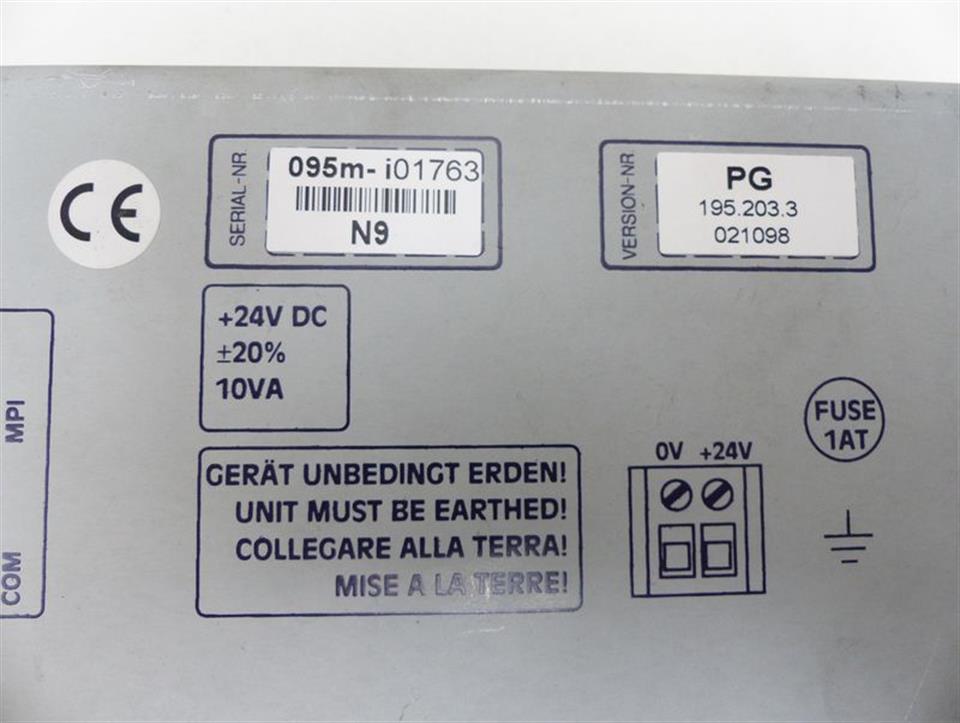 CE
SERIAL-NR
095m- i01763
N9
VERSION-NR
PG
195.203.3
021098
+24V DC
±20%
10VA
MPI
COM
GERÄT UNBEDINGT ERDEN!
UNIT MUST BE EARTHED!
COLLEGARE ALLA TERRA!
MISE A LA TERRE!
0V +24V
FUSE
1AT